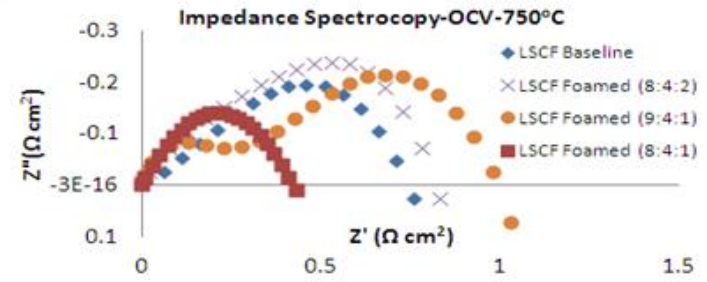 Impedance Spectrocopy-OCV-750ºC
-0.3
-0.2
-0.1
-3E-16
0.1
Z"(Ω cm²)
LSCF Baseline
LSCF Foamed (8:4:2)
LSCF Foamed (9:4:1)
LSCF Foamed (8:4:1)
Z' (Ω cm²)
0 0.5 1 1.5